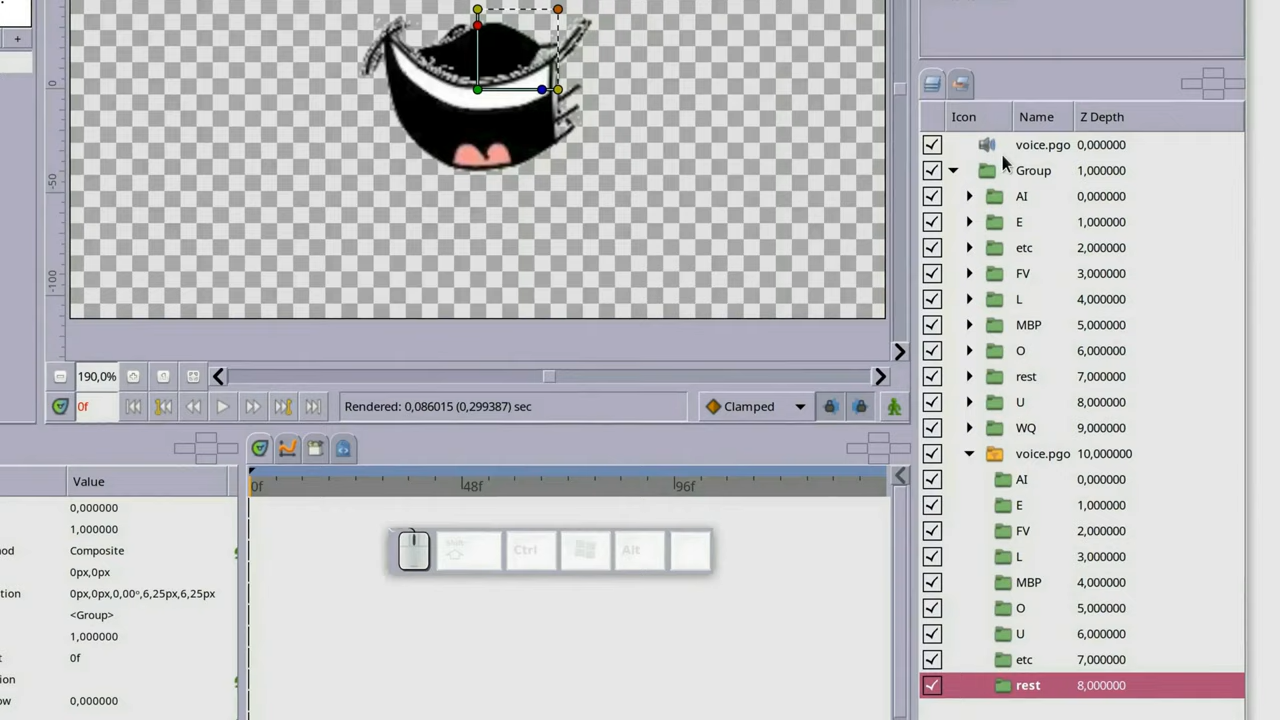 +
0
-50
-100
190,0%
0f
Rendered: 0,086015 (0,299387) sec
Clamped
Icon Name Z Depth
voice.pgo 0,000000
Group 1,000000
AI 0,000000
E 1,000000
etc 2,000000
FV 3,000000
L 4,000000
MBP 5,000000
O 6,000000
rest 7,000000
U 8,000000
WQ 9,000000
voice.pgo 10,000000
AI 0,000000
E 1,000000
FV 2,000000
L 3,000000
MBP 4,000000
O 5,000000
U 6,000000
etc 7,000000
rest 8,000000
Value
0,000000
1,000000
od Composite
0px,0px
tion 0px,0px,0,00º,6,25px,6,25px
<Group>
1,000000
t 0f
ion
ow 0,000000
0f 48f 96f
Shift Ctrl Alt